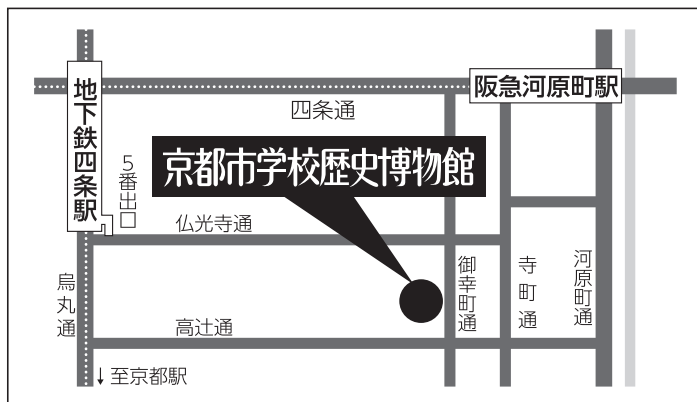 地下鉄四条駅
阪急河原町駅
四条通
5番出口
京都市学校歴史博物館
仏光寺通
烏丸通
御幸町通
寺町通
河原町通
高辻通
↓至京都駅